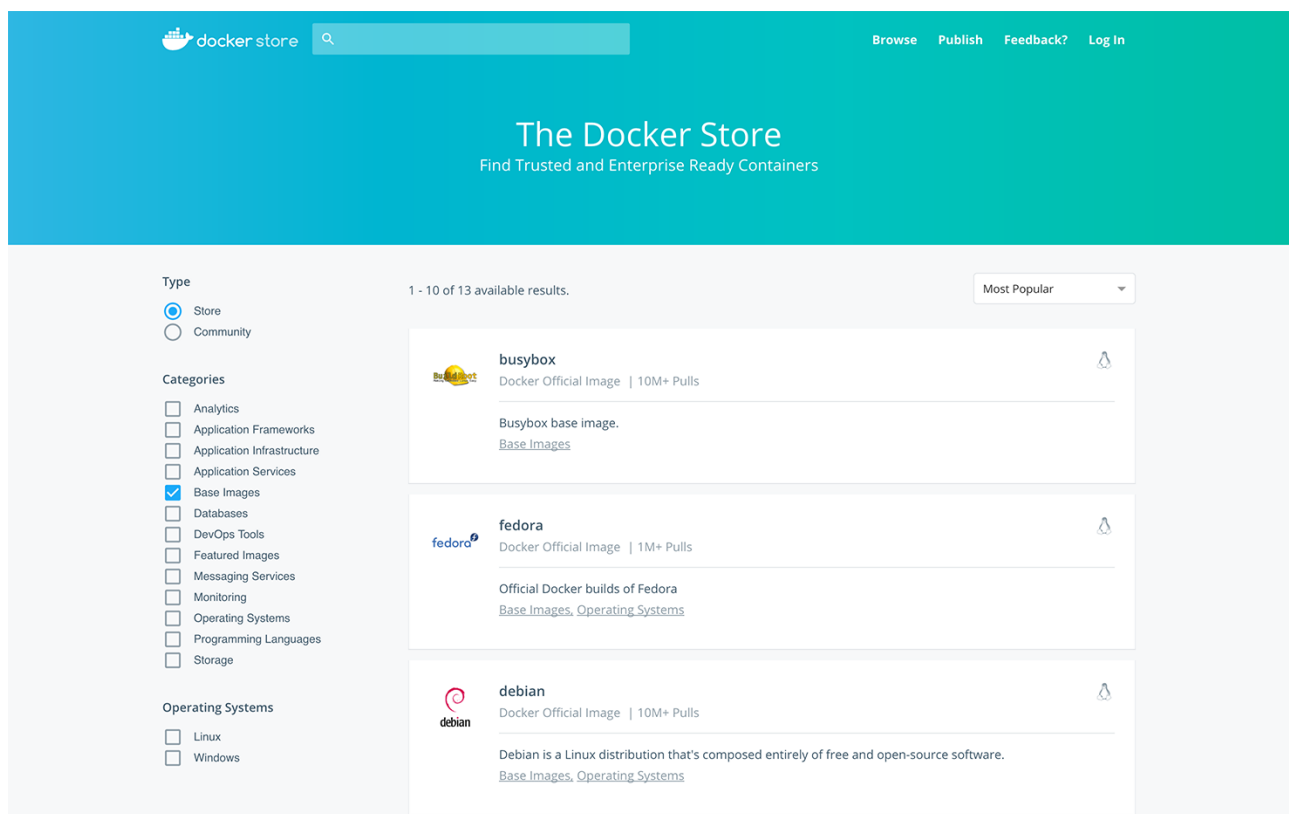 docker store
Browse Publish Feedback? Log In
The Docker Store
Find Trusted and Enterprise Ready Containers
Type
Store
Community
Categories
Analytics
Application Frameworks
Application Infrastructure
Application Services
Base Images
Databases
DevOps Tools
Featured Images
Messaging Services
Monitoring
Operating Systems
Programming Languages
Storage
Operating Systems
Linux
Windows
1 - 10 of 13 available results.
Most Popular
busybox
Docker Official Image | 10M+ Pulls
Busybox base image.
Base Images
fedora
fedora
Docker Official Image | 1M+ Pulls
Official Docker builds of Fedora
Base Images, Operating Systems
debian
debian
Docker Official Image | 10M+ Pulls
Debian is a Linux distribution that's composed entirely of free and open-source software.
Base Images, Operating Systems